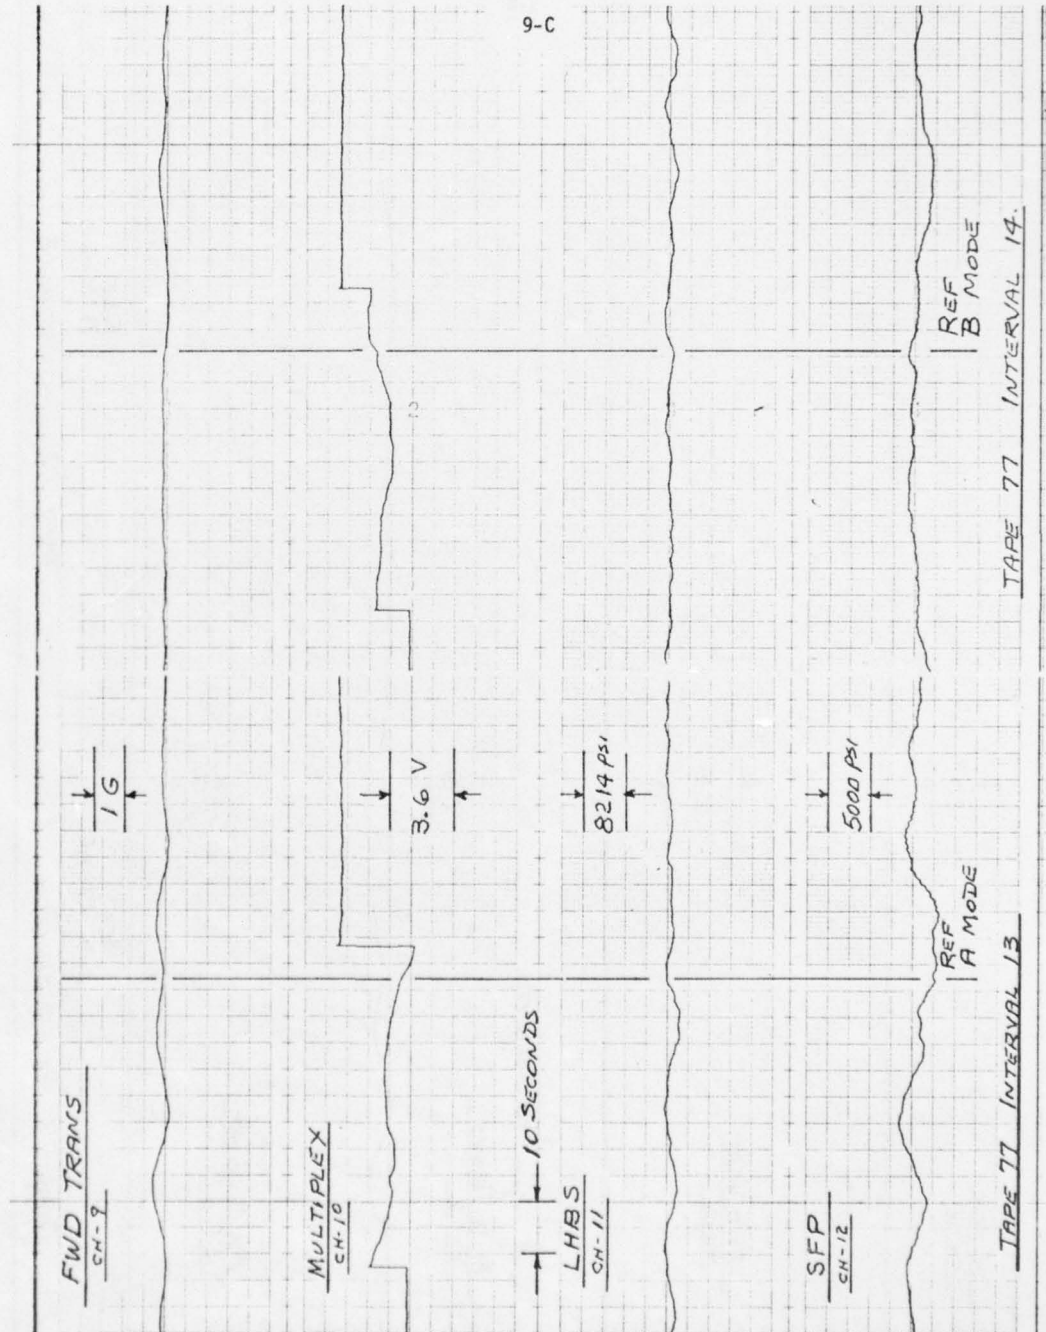 9-C
FWD TRANS
CH-9
1 G
MULTIPLEX
CH-10
3.6 V
10 SECONDS
LHBS
CH-11
8214 PSI
SFP
CH-12
5000 PSI
REF
A MODE
REF
B MODE
TAPE 77 INTERVAL 13
TAPE 77 INTERVAL 14.